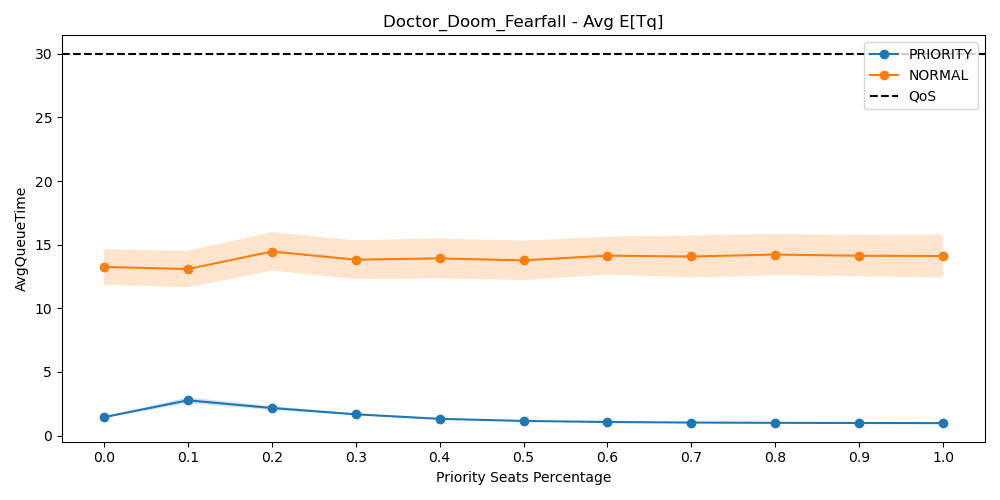 Doctor_Doom_Fearfall - Avg E[Tq]
30
25
20
15
10
5
0
AvgQueueTime
PRIORITY
NORMAL
QoS
0.0 0.1 0.2 0.3 0.4 0.5 0.6 0.7 0.8 0.9 1.0
Priority Seats Percentage